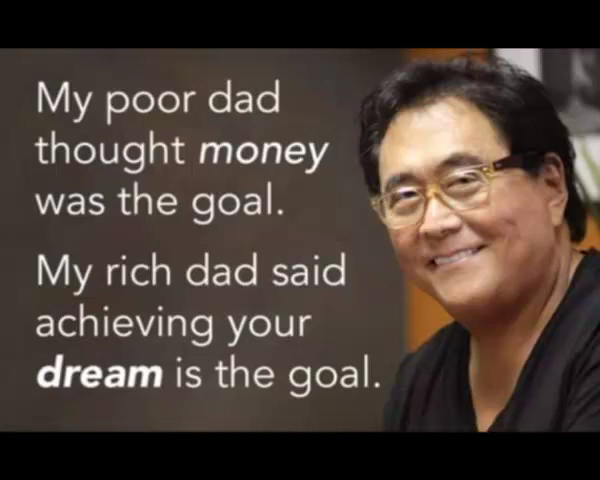 My poor dad
thought money
was the goal.
My rich dad said
achieving your
dream is the goal.